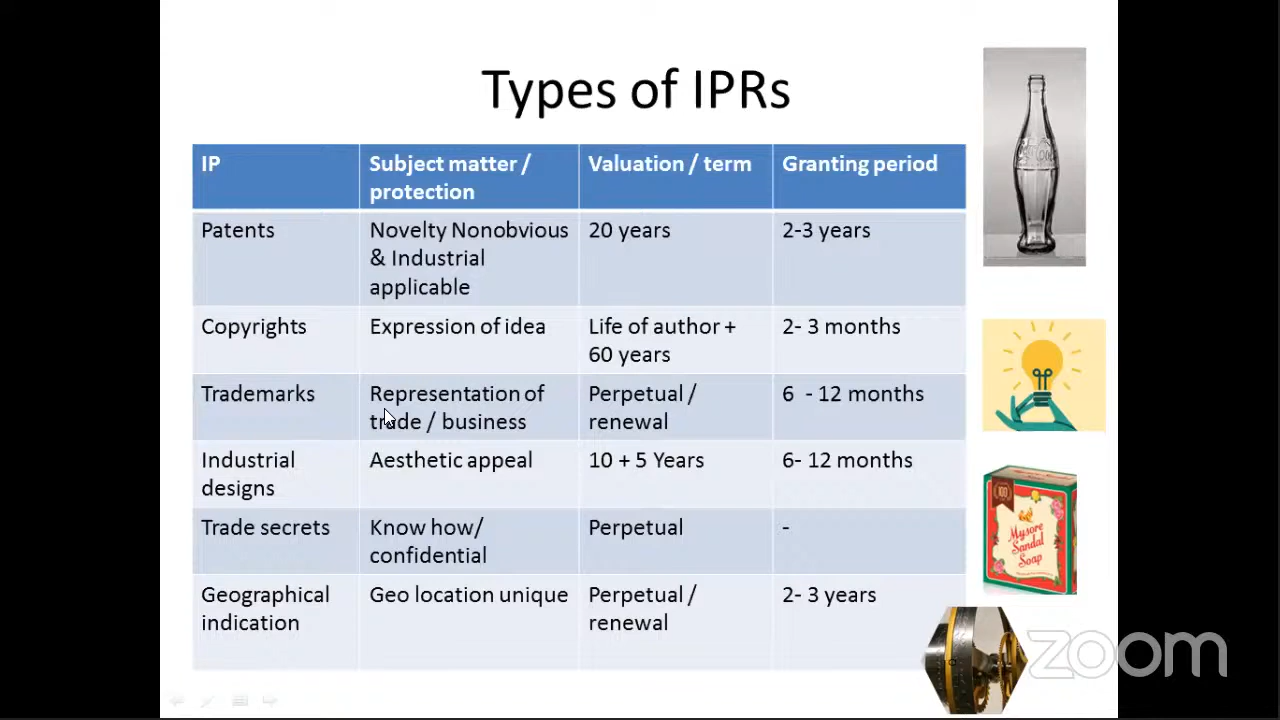 Types of IPRs
IP
Subject matter /
protection
Valuation / term
Granting period
Patents
Novelty Nonobvious
& Industrial
applicable
20 years
2-3 years
Copyrights
Expression of idea
Life of author +
60 years
2- 3 months
Trademarks
Representation of
trade / business
Perpetual /
renewal
6  - 12 months
Industrial
designs
Aesthetic appeal
10 + 5 Years
6- 12 months
Trade secrets
Know how/
confidential
Perpetual
-
Geographical
indication
Geo location unique
Perpetual /
renewal
2- 3 years
100
Mysore
Sandal
Soap
zoom